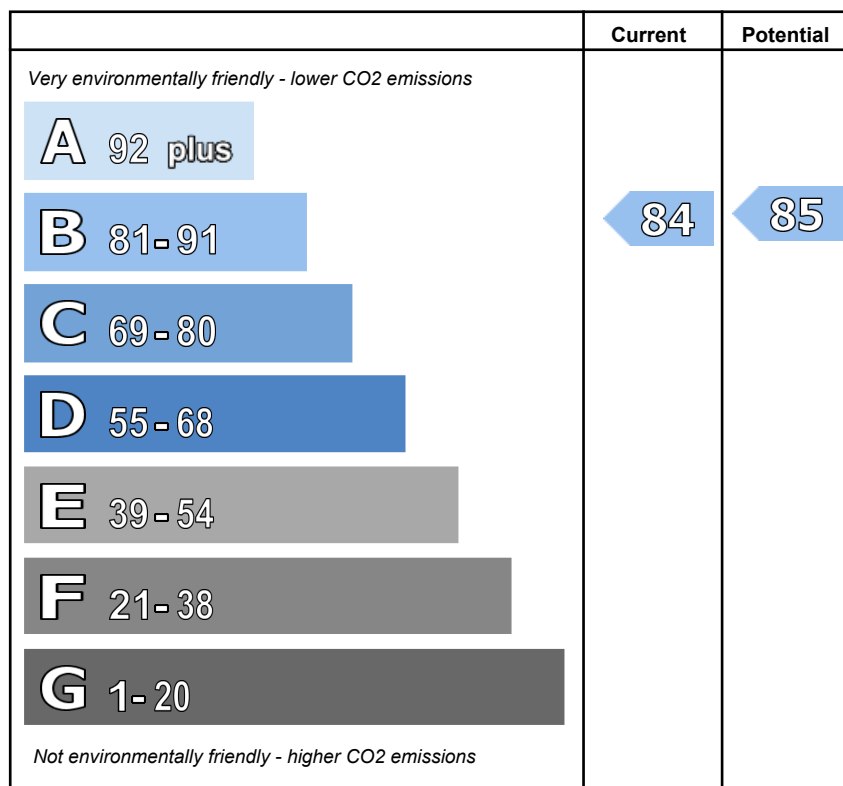 Current Potential
Very environmentally friendly - lower CO2 emissions
A 92 plus
B 81-91 84 85
C 69-80
D 55-68
E 39-54
F 21-38
G 1-20
Not environmentally friendly - higher CO2 emissions